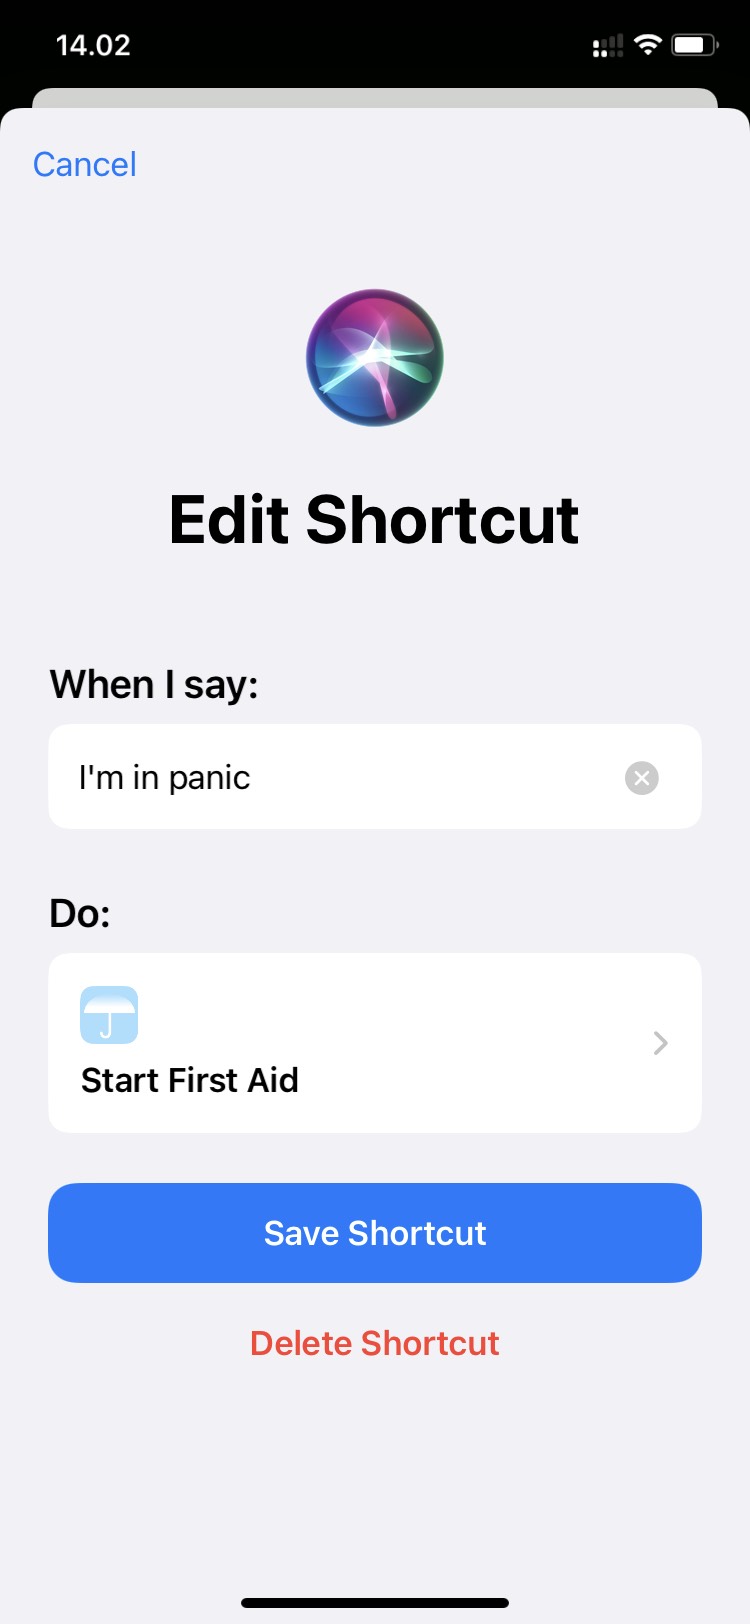 14.02
Cancel
Edit Shortcut
When I say:
I'm in panic
Do:
Start First Aid
Save Shortcut
Delete Shortcut